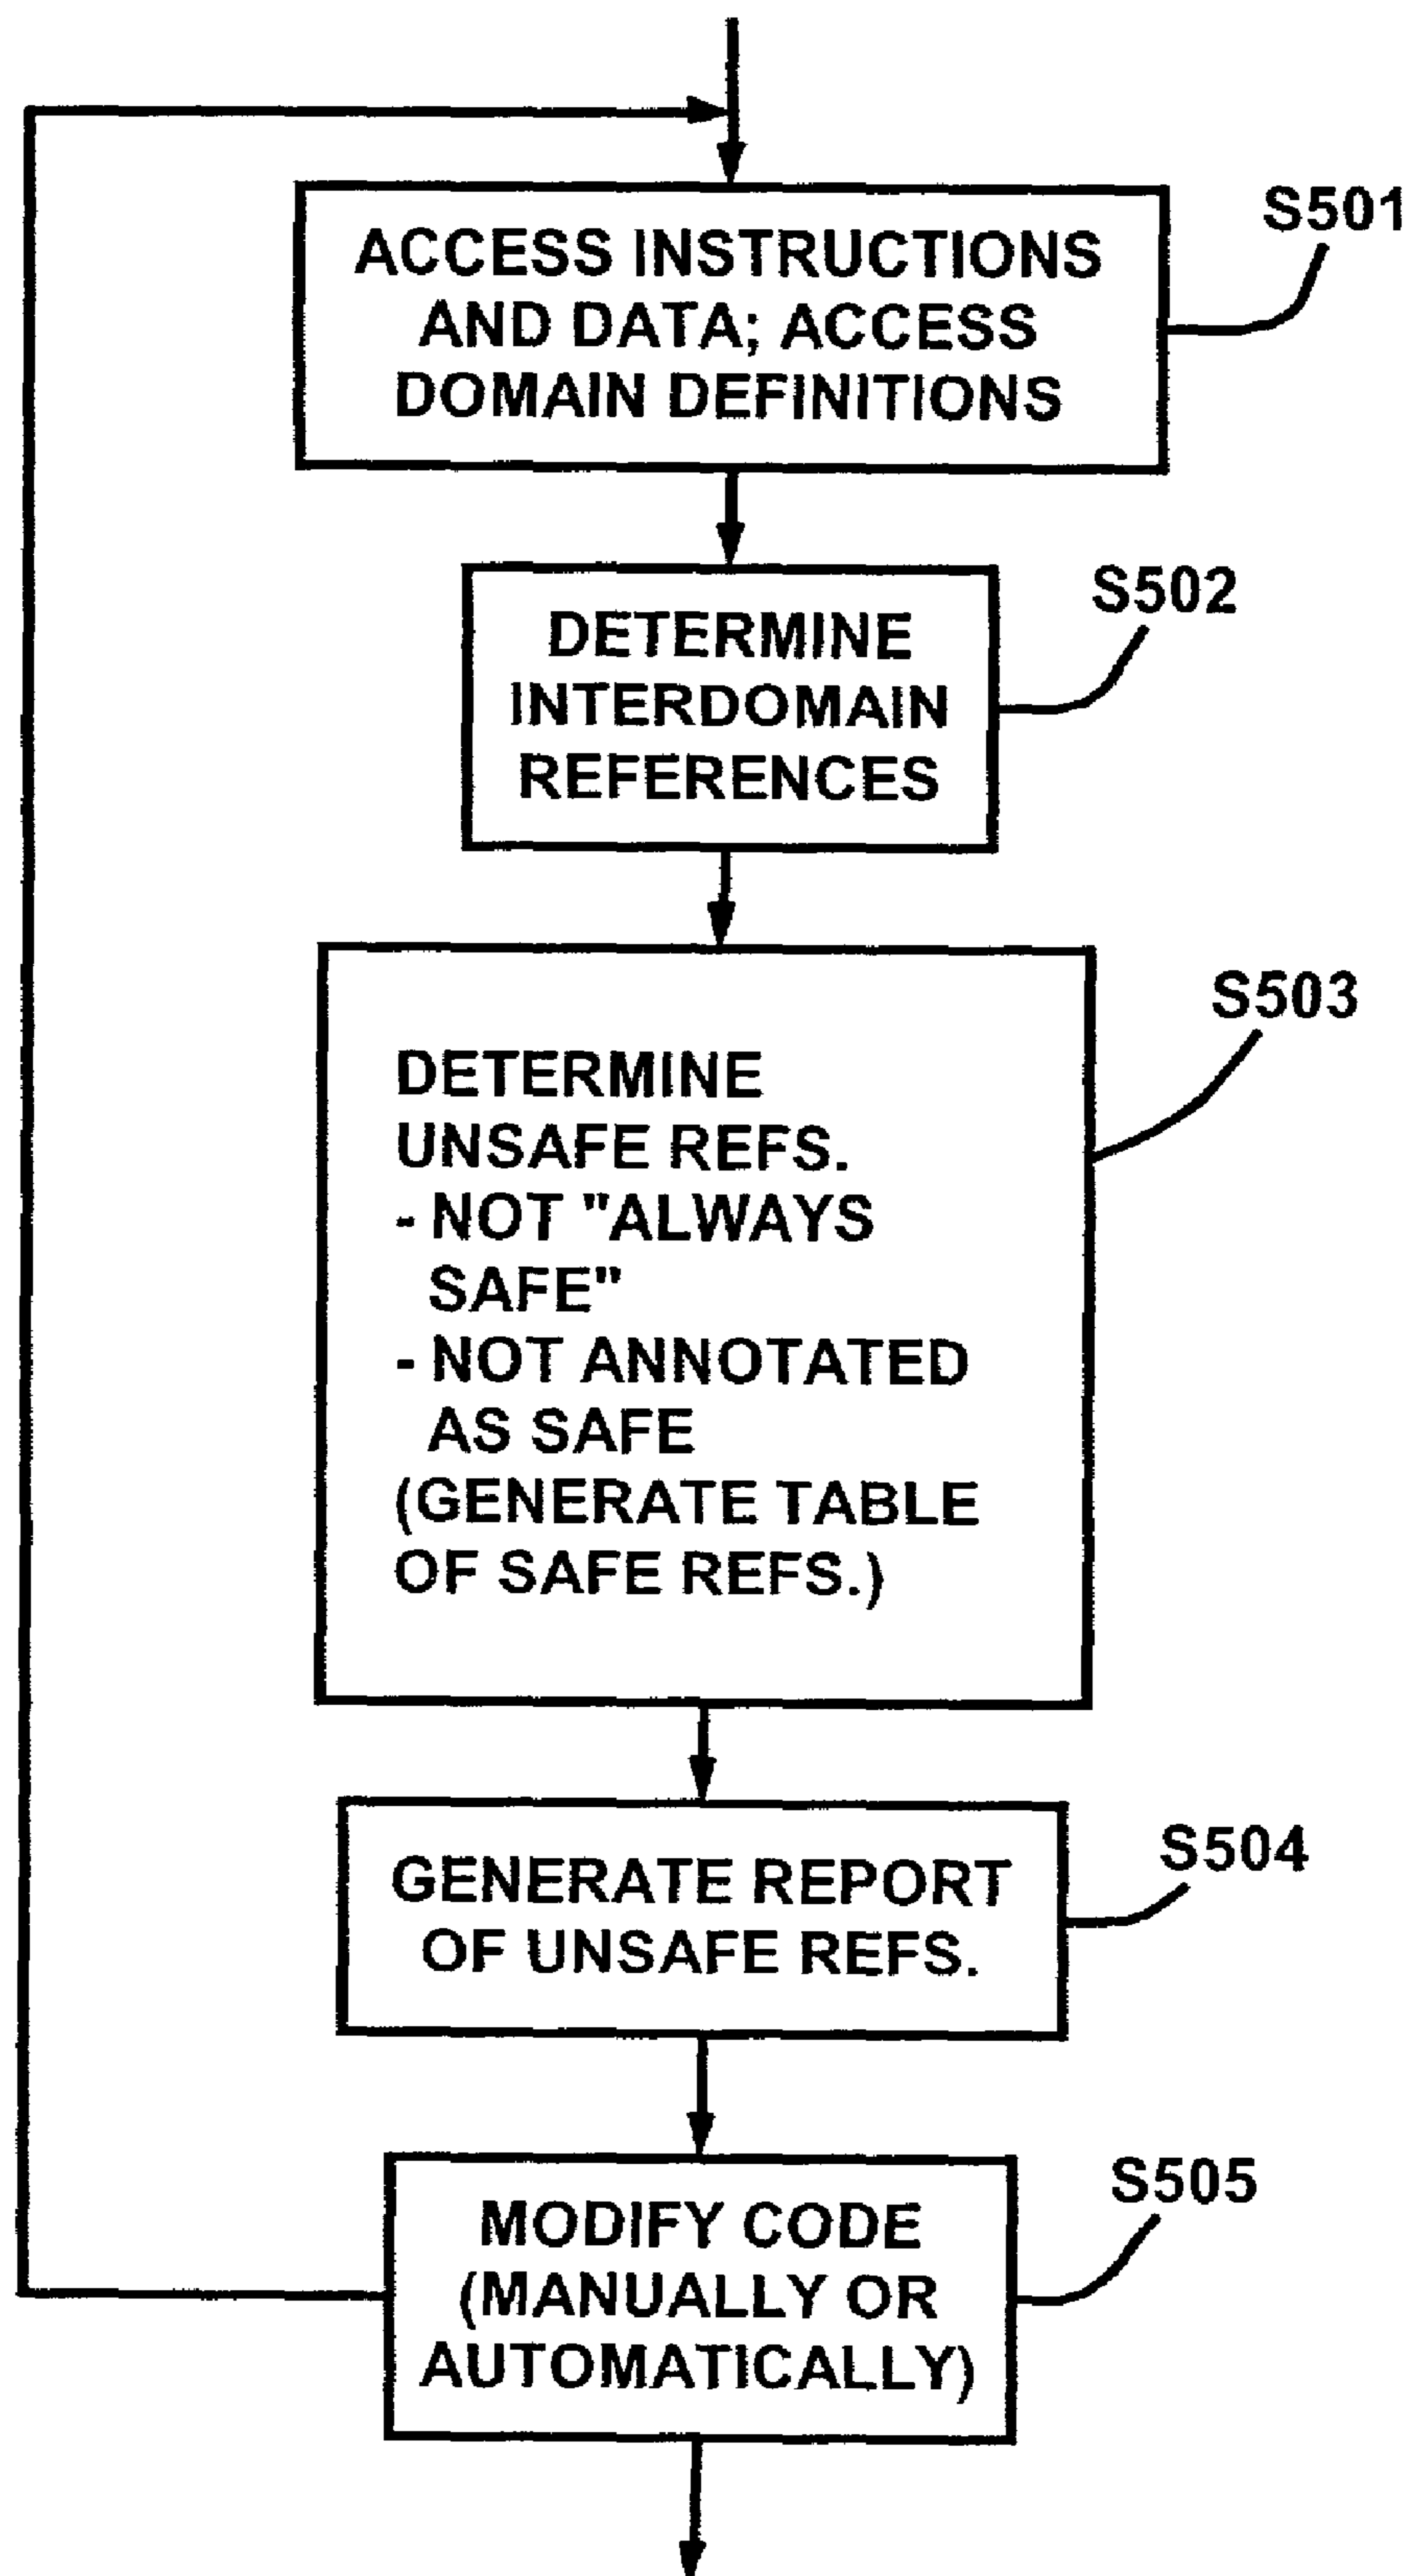 S501
ACCESS INSTRUCTIONS
AND DATA; ACCESS
DOMAIN DEFINITIONS
S502
DETERMINE
INTERDOMAIN
REFERENCES
S503
DETERMINE
UNSAFE REFS.
- NOT "ALWAYS
SAFE"
- NOT ANNOTATED
AS SAFE
(GENERATE TABLE
OF SAFE REFS.)
S504
GENERATE REPORT
OF UNSAFE REFS.
S505
MODIFY CODE
(MANUALLY OR
AUTOMATICALLY)